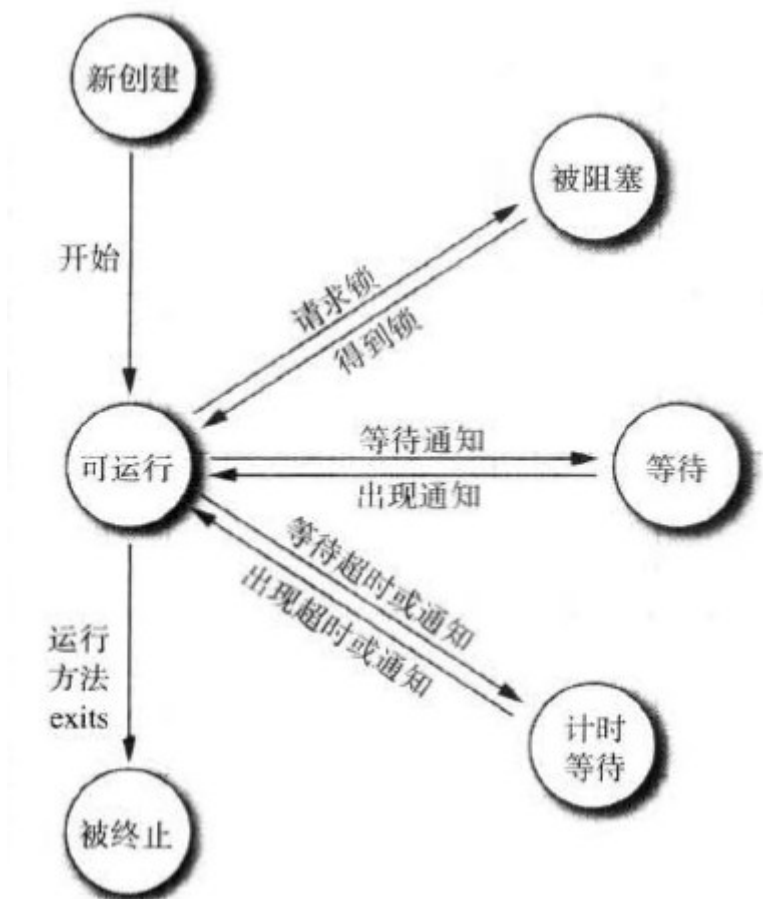 新创建
被阻塞
开始
请求锁
得到锁
等待通知
可运行
等待
出现通知
等待超时或通知
出现超时或通知
运行
方法
exits
计时
等待
被终止